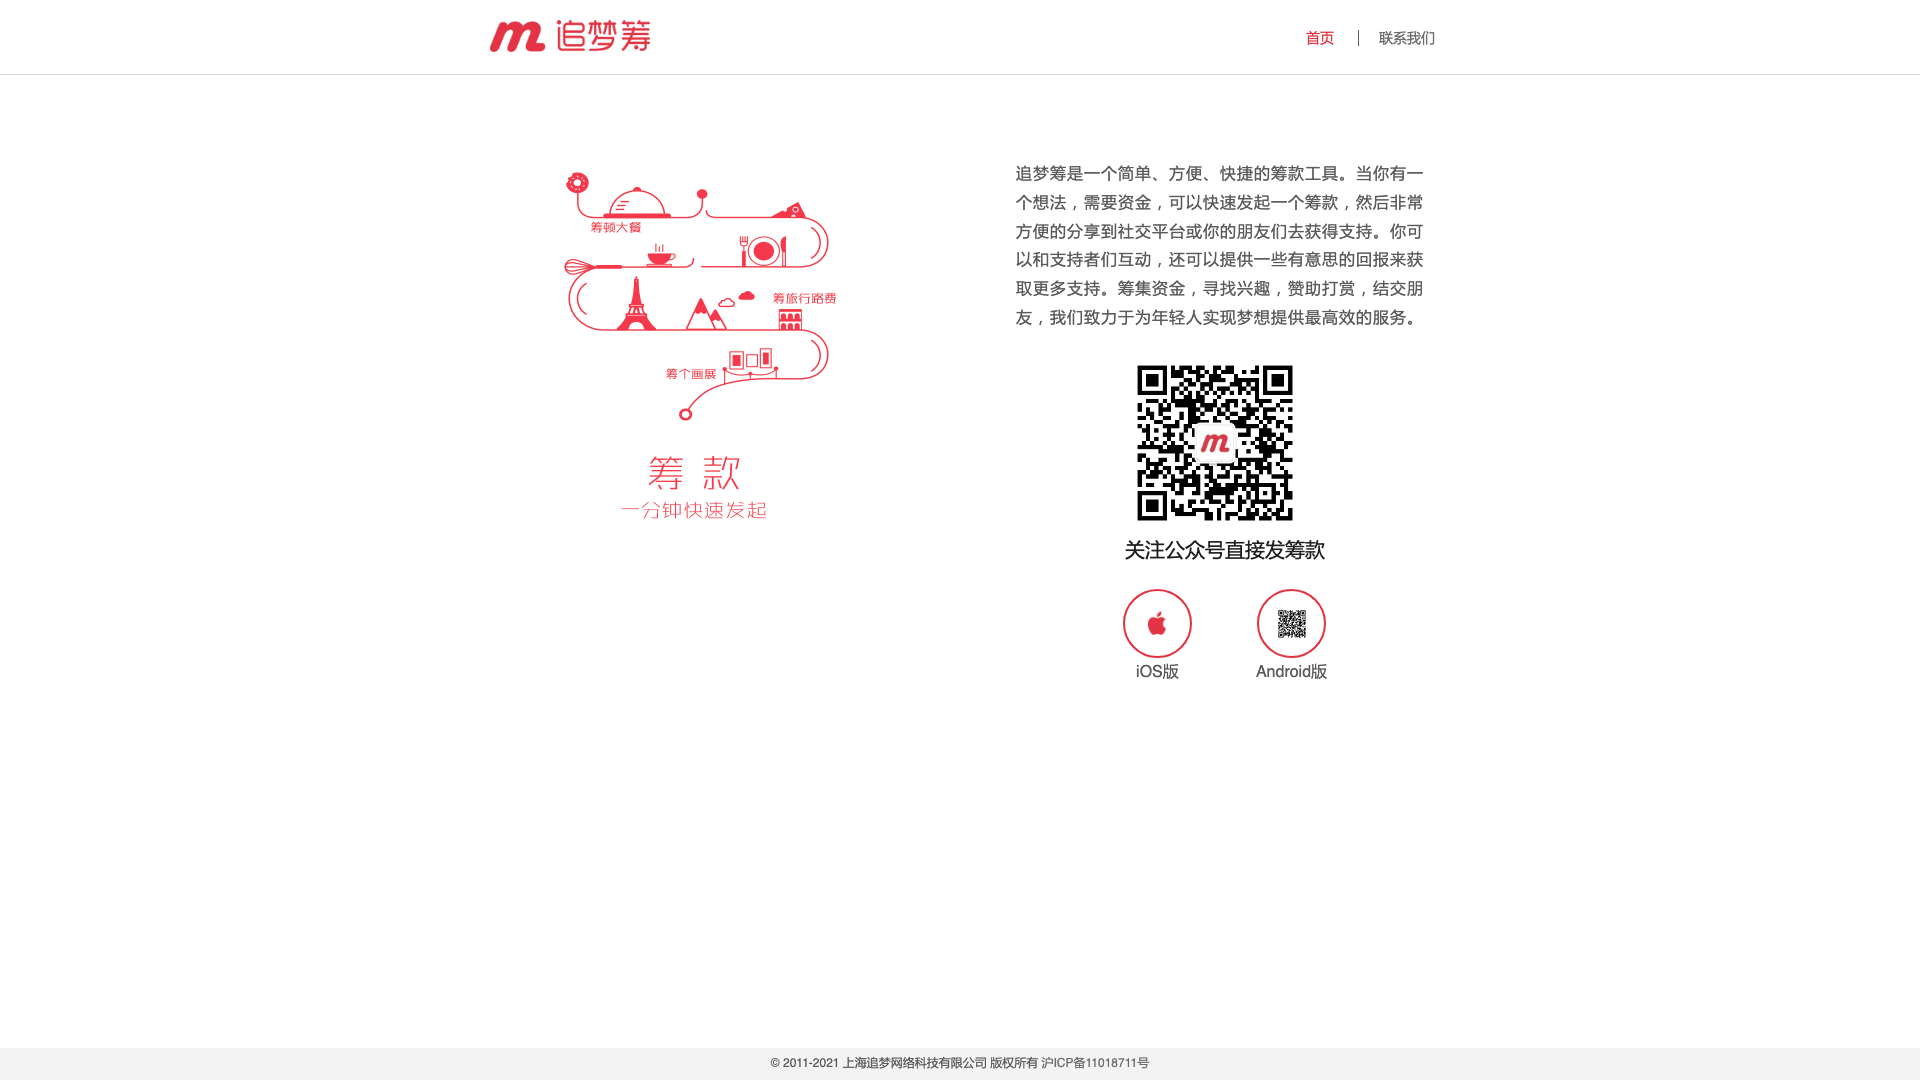 追梦筹
首页
联系我们
筹顿大餐
筹旅行路费
筹个画展
筹 款
一分钟快速发起
追梦筹是一个简单、方便、快捷的筹款工具。当你有一
个想法，需要资金，可以快速发起一个筹款，然后非常
方便的分享到社交平台或你的朋友们去获得支持。你可
以和支持者们互动，还可以提供一些有意思的回报来获
取更多支持。筹集资金，寻找兴趣，赞助打赏，结交朋
友，我们致力于为年轻人实现梦想提供最高效的服务。
关注公众号直接发筹款
iOS版
Android版
© 2011-2021 上海追梦网络科技有限公司 版权所有 沪ICP备11018711号